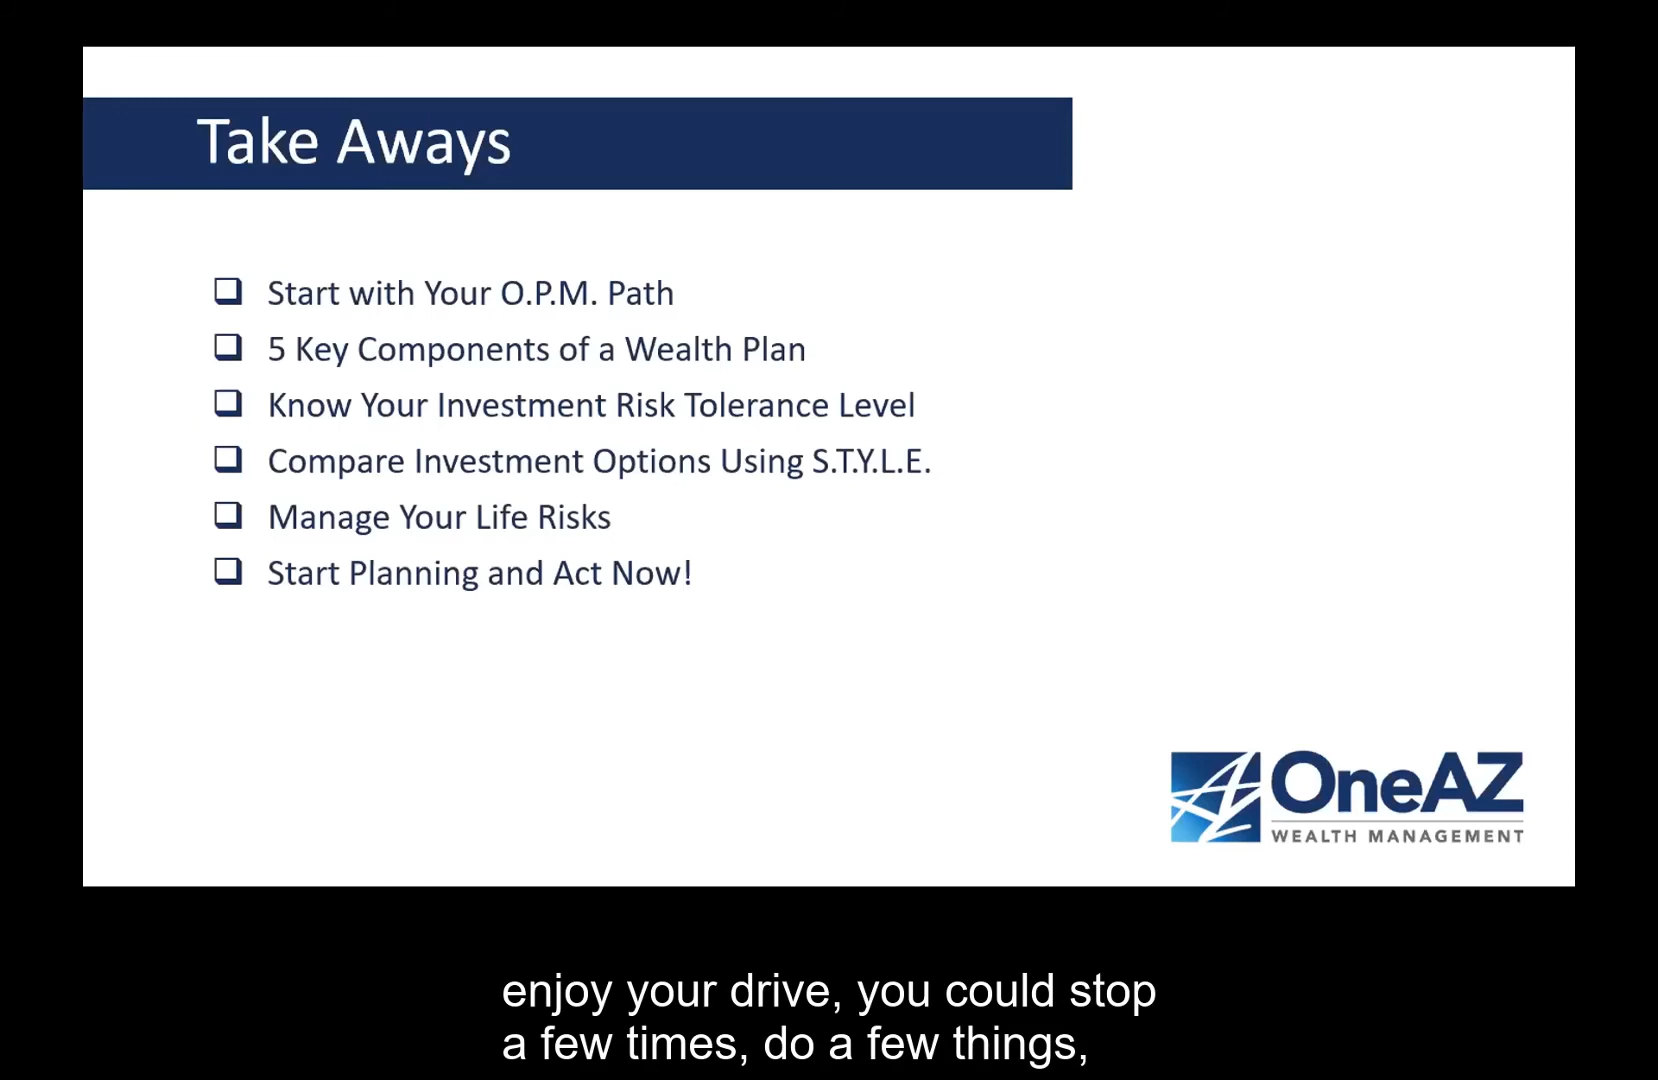 Take Aways
Start with Your O.P.M. Path
5 Key Components of a Wealth Plan
Know Your Investment Risk Tolerance Level
Compare Investment Options Using S.T.Y.L.E.
Manage Your Life Risks
Start Planning and Act Now!
OneAZ
WEALTH MANAGEMENT
enjoy your drive, you could stop
a few times, do a few things,